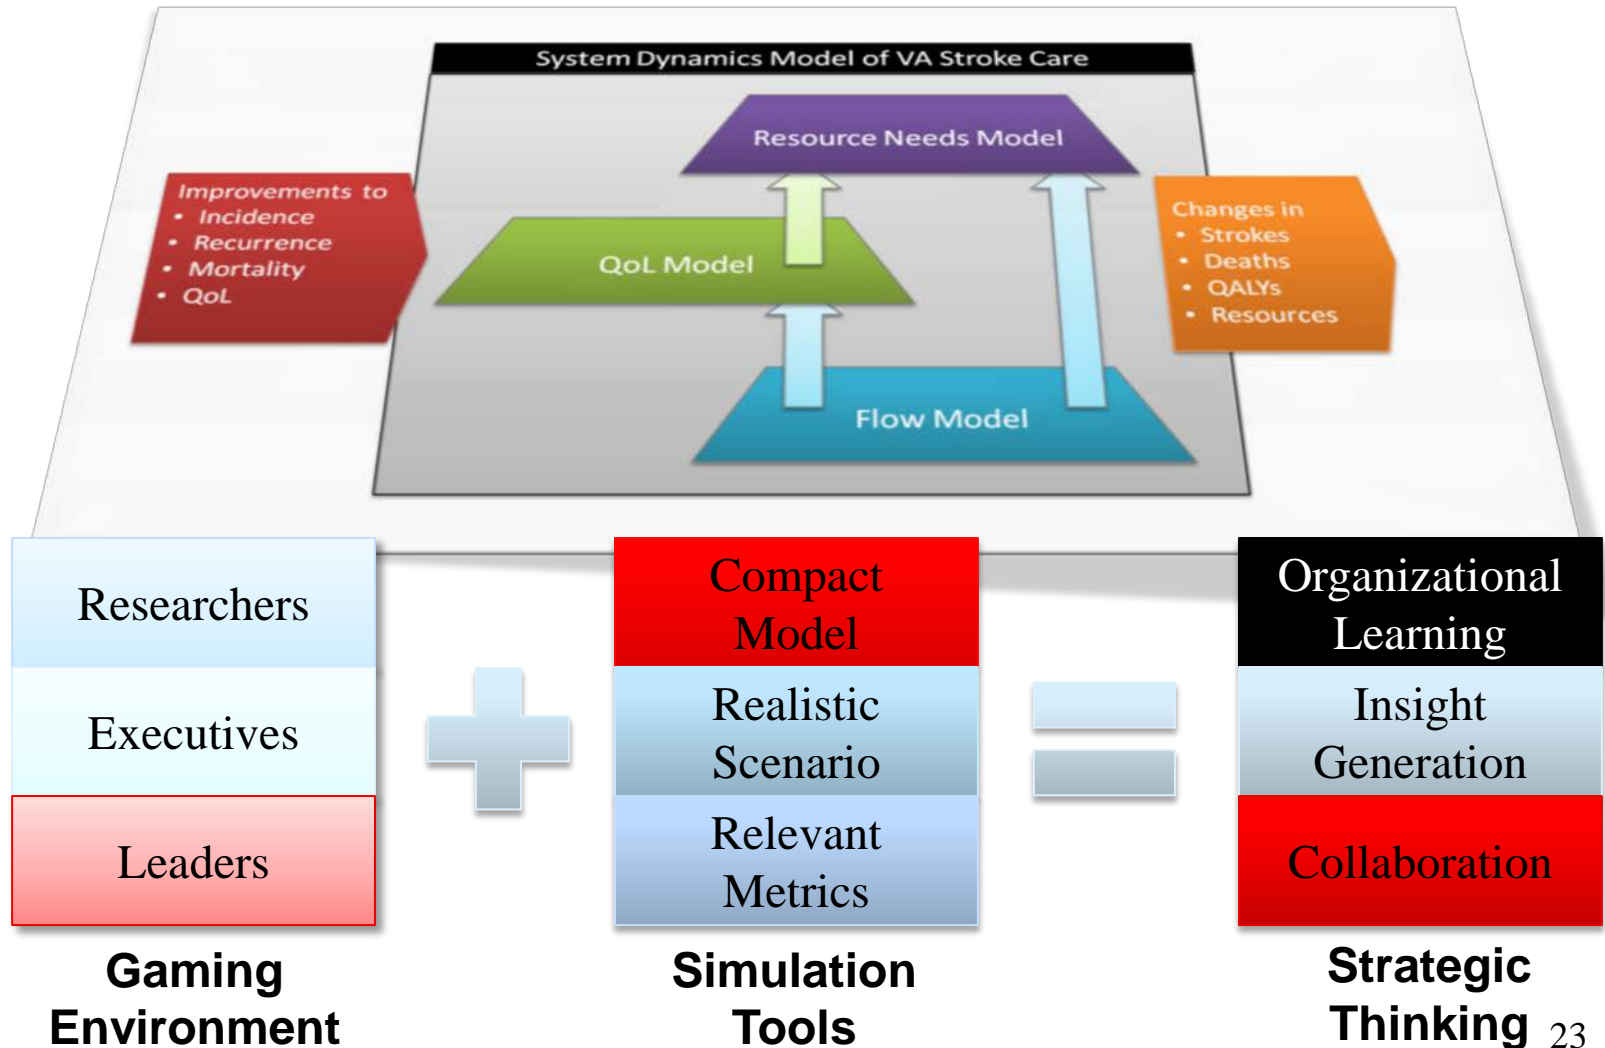 System Dynamics Model of VA Stroke Care
Resource Needs Model
Improvements to
• Incidence
• Recurrence
• Mortality
• QoL
QoL Model
Changes in
• Strokes
• Deaths
• QALYs
• Resources
Flow Model
Researchers
Executives
Leaders
Gaming
Environment
Compact
Model
Realistic
Scenario
Relevant
Metrics
Simulation
Tools
Organizational
Learning
Insight
Generation
Collaboration
Strategic
Thinking
23